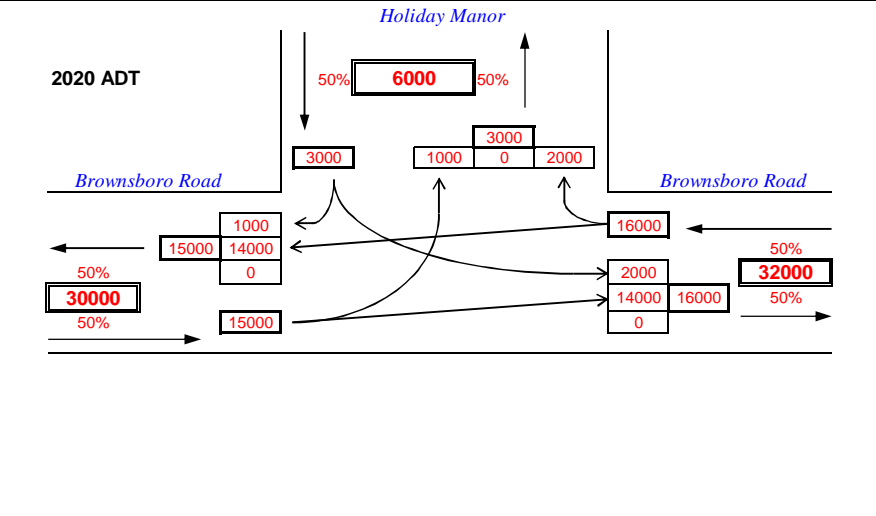 Holiday Manor
2020 ADT
50% 6000 50%
3000
3000 1000 0 2000
Brownsboro Road Brownsboro Road
1000 16000
15000 14000 50%
50% 0 2000 32000
30000 14000 16000 50%
50% 15000 0